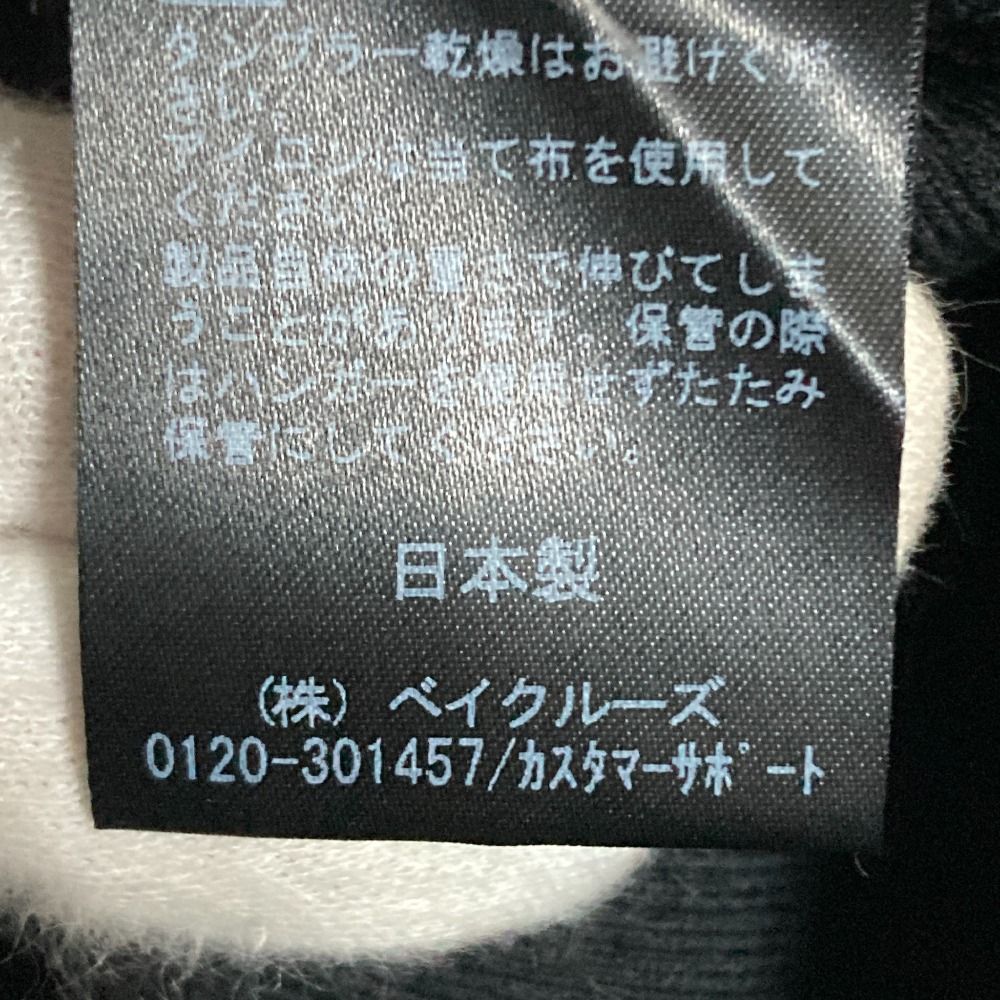 タンブラー乾燥はお避けくだ
さい。
アイロンは当て布を使用して
ください。
製品自体の重さで伸びてしま
うことがあります。保管の際
はハンガーを使用せずたたみ
保管にしてください。
日本製
(株) ベイクルーズ
0120-301457/ｶｽﾀﾏｰｻﾎﾟｰﾄ